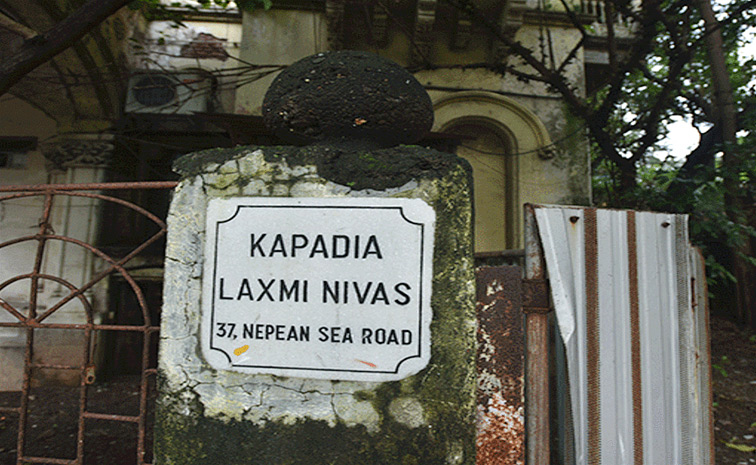 KAPADIA
LAXMI NIVAS
37, NEPEAN SEA ROAD